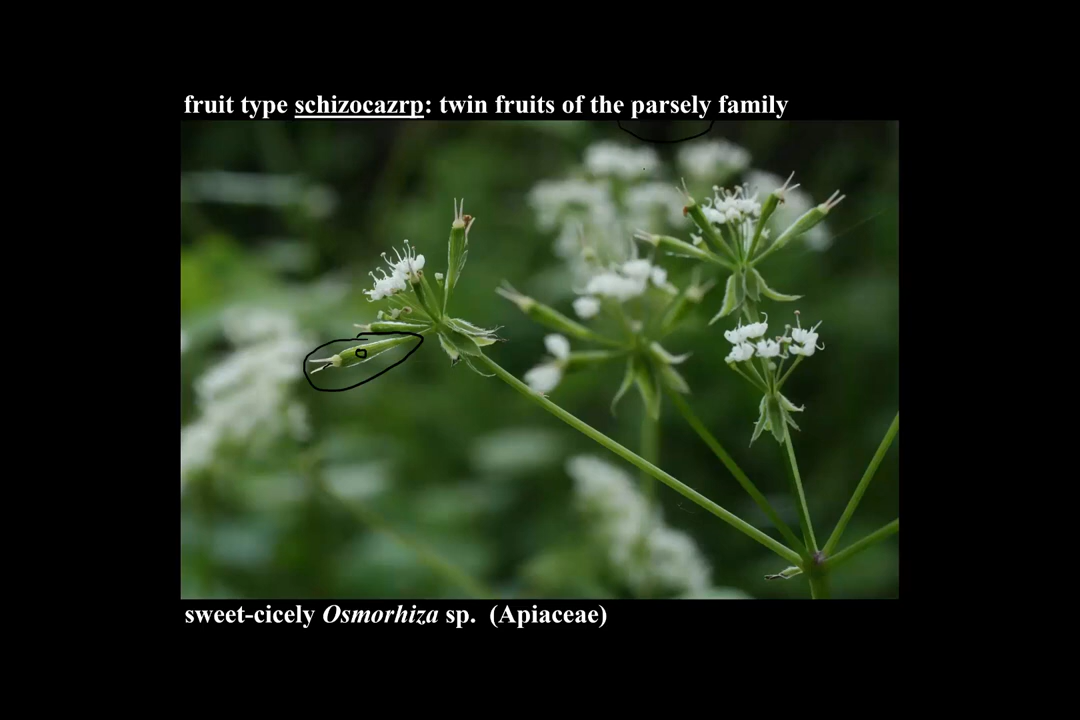 fruit type schizocazrp: twin fruits of the parsely family
sweet-cicely Osmorhiza sp. (Apiaceae)